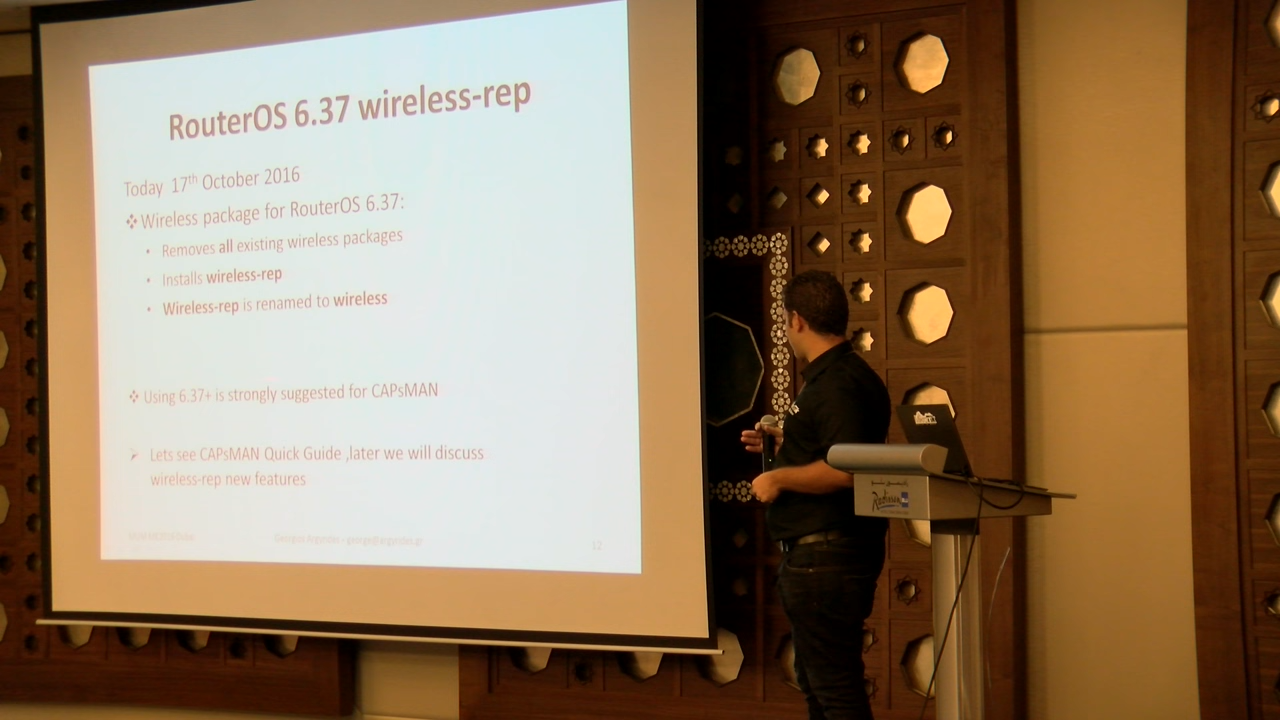 RouterOS 6.37 wireless-rep
Today 17th October 2016
Wireless package for RouterOS 6.37:
Removes all existing wireless packages
Installs wireless-rep
Wireless-rep is renamed to wireless
Using 6.37+ is strongly suggested for CAPsMAN
Lets see CAPsMAN Quick Guide ,later we will discuss
wireless-rep new features
12
Radisson